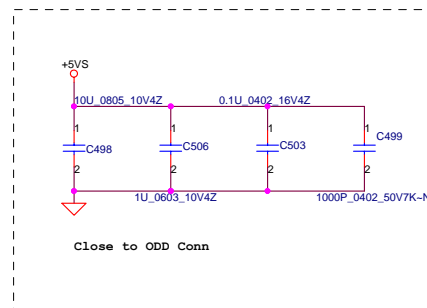 +5VS
10U_0805_10V4Z
0.1U_0402_16V4Z
1
1
1
1
C498
C506
C503
C499
2
2
2
2
1U_0603_10V4Z
1000P_0402_50V7K~N
Close to ODD Conn